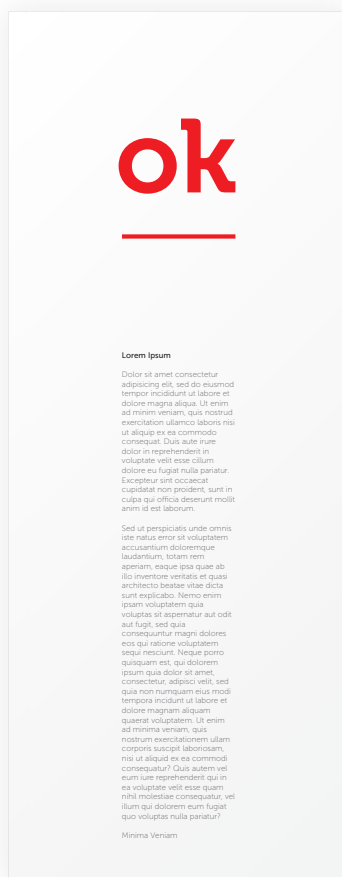 ok
Lorem Ipsum
Dolor sit amet consectetur
adipisicing elit, sed do eiusmod
tempor incididunt ut labore et
dolore magna aliqua. Ut enim
ad minim veniam, quis nostrud
exercitation ullamco laboris nisi
ut aliquip ex ea commodo
consequat. Duis aute irure
dolor in reprehenderit in
voluptate velit esse cillum
dolore eu fugiat nulla pariatur.
Excepteur sint occaecat
cupidatat non proident, sunt in
culpa qui officia deserunt mollit
anim id est laborum.
Sed ut perspiciatis unde omnis
iste natus error sit voluptatem
accusantium doloremque
laudantium, totam rem
aperiam, eaque ipsa quae ab
illo inventore veritatis et quasi
architecto beatae vitae dicta
sunt explicabo. Nemo enim
ipsam voluptatem quia
voluptas sit aspernatur aut odit
aut fugit, sed quia
consequuntur magni dolores
eos qui ratione voluptatem
sequi nesciunt. Neque porro
quisquam est, qui dolorem
ipsum quia dolor sit amet,
consectetur, adipisci velit, sed
quia non numquam eius modi
tempora incidunt ut labore et
dolore magnam aliquam
quaerat voluptatem. Ut enim
ad minima veniam, quis
nostrum exercitationem ullam
corporis suscipit laboriosam,
nisi ut aliquid ex ea commodi
consequatur? Quis autem vel
eum iure reprehenderit qui in
ea voluptate velit esse quam
nihil molestiae consequatur, vel
illum qui dolorem eum fugiat
quo voluptas nulla pariatur?
Minima Veniam